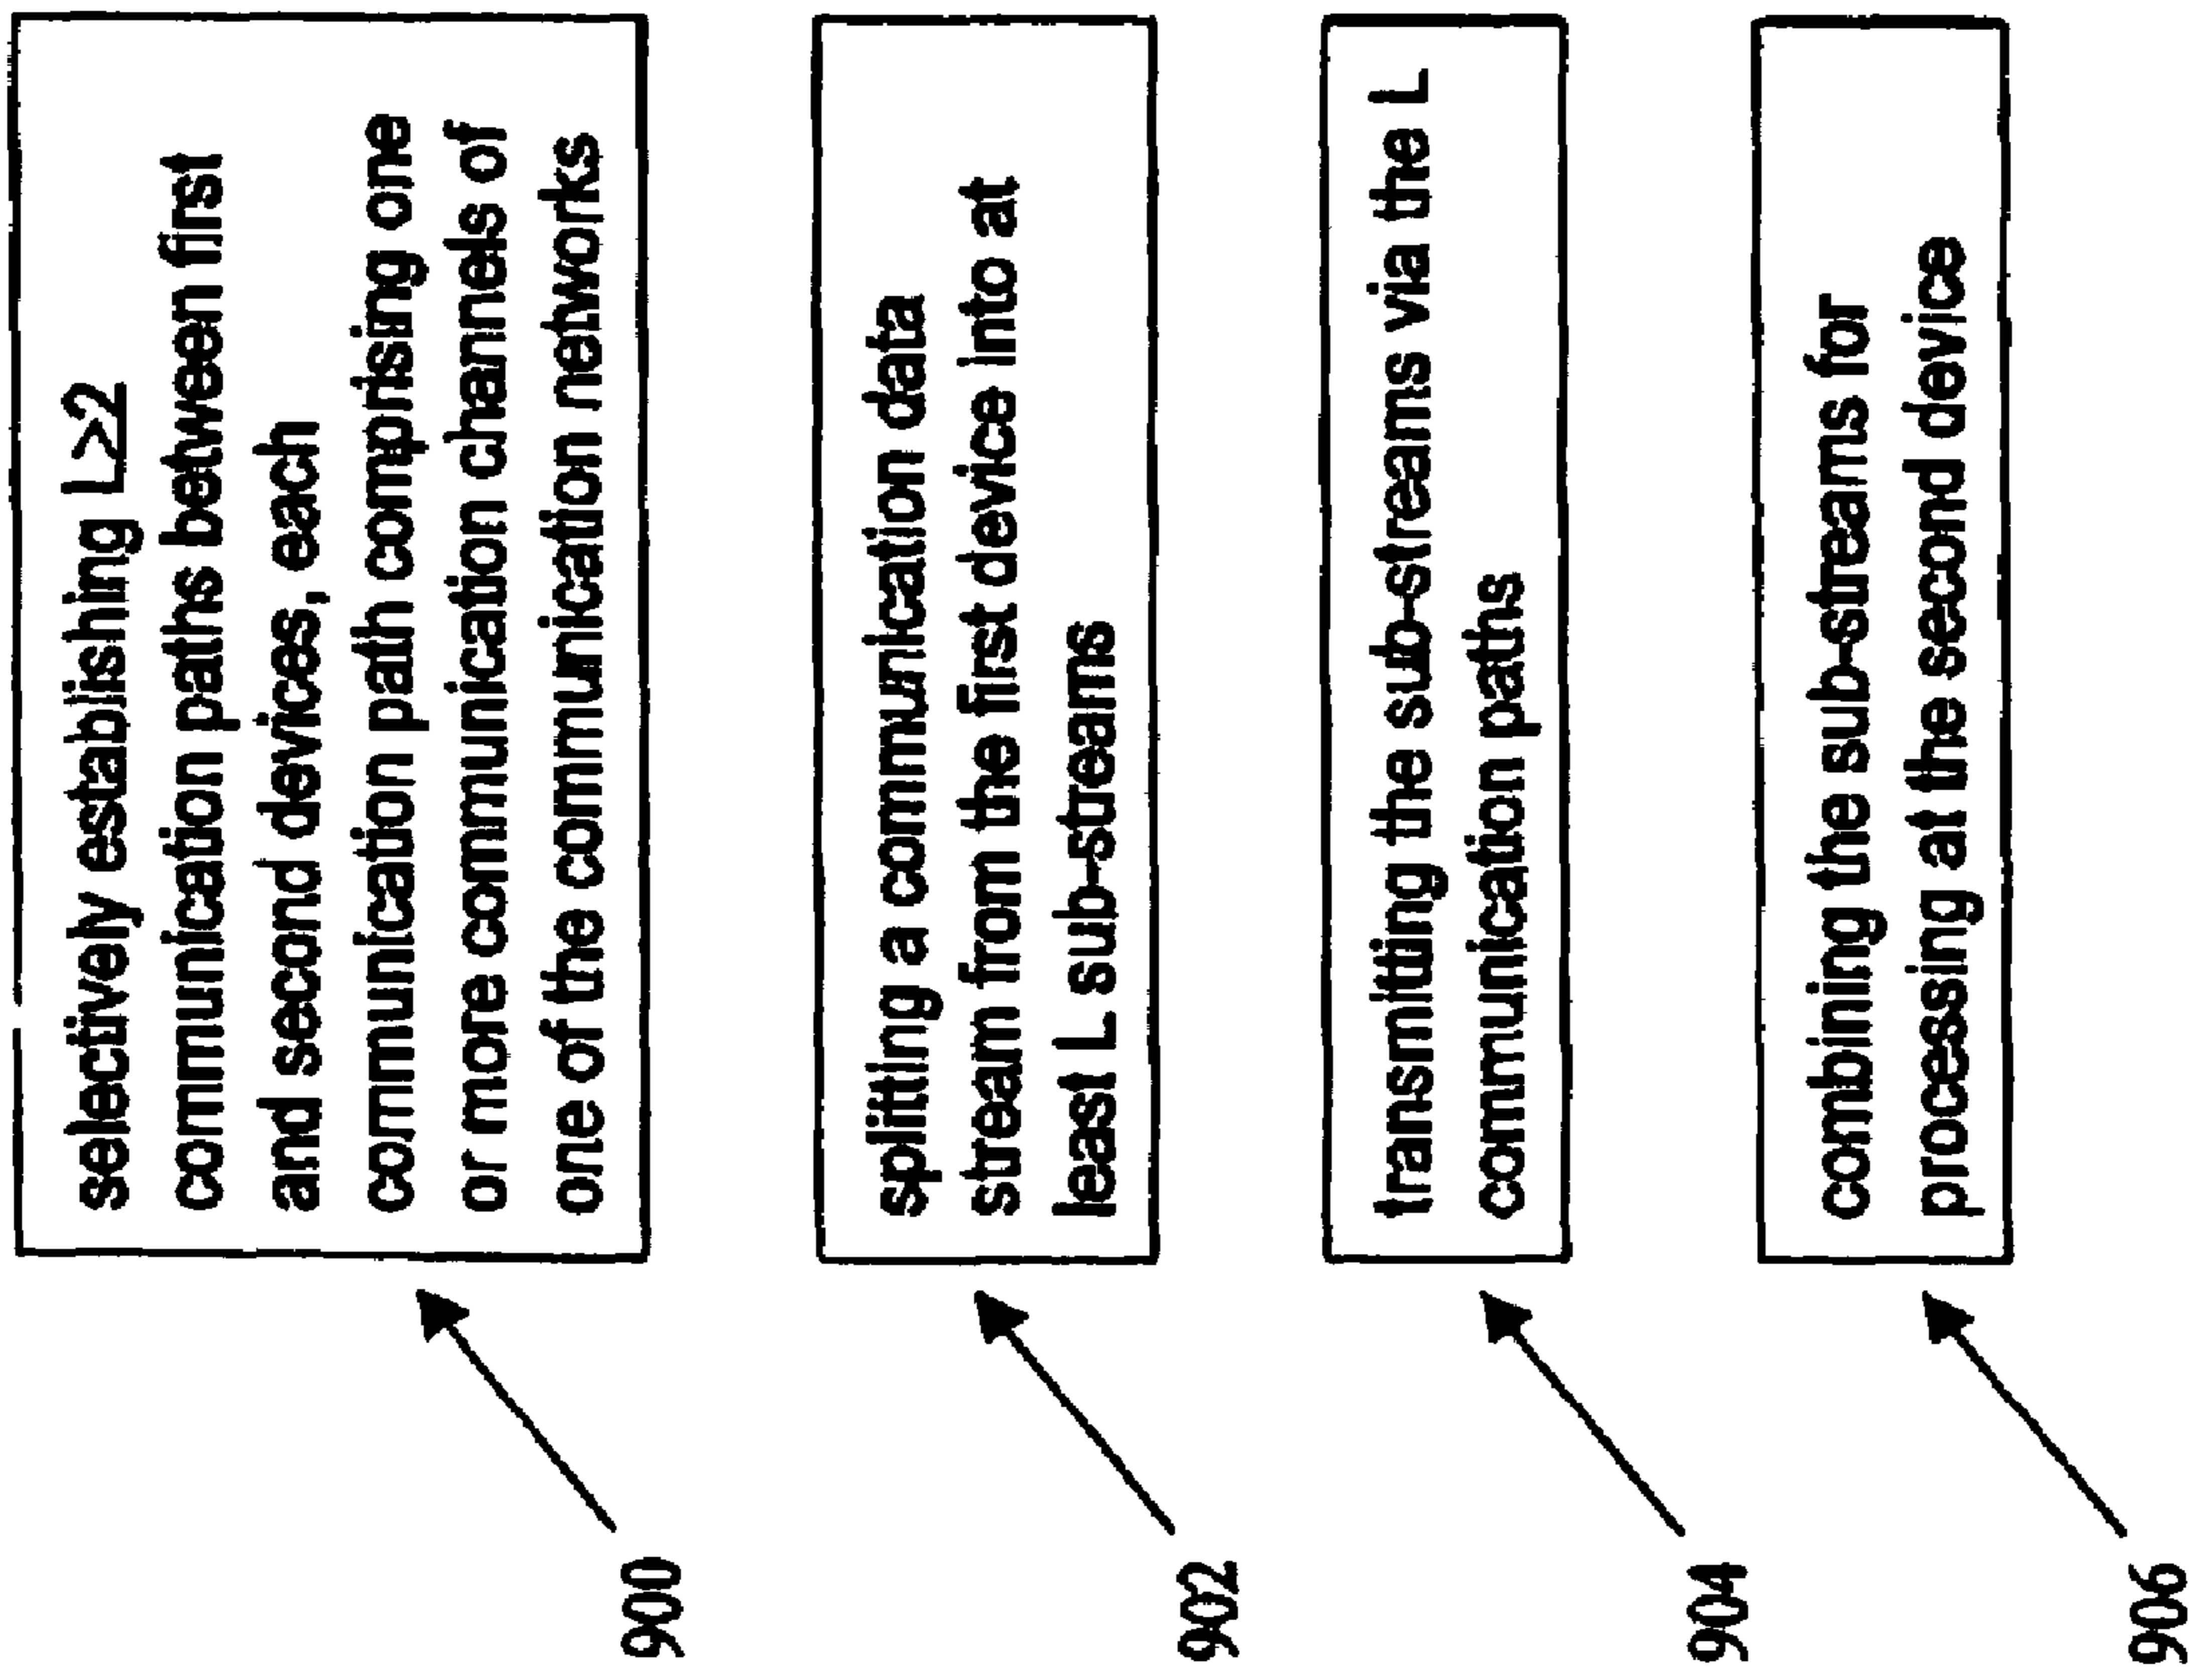 selectively establishing L≥2
communication paths between first
and second devices, each
communication path comprising one
or more communication channels of
one of the communication networks
900
splitting a communication data
stream from the first device into at
least L sub-streams
902
transmitting the sub-streams via the L
communication paths
904
combining the sub-streams for
processing at the second device
906